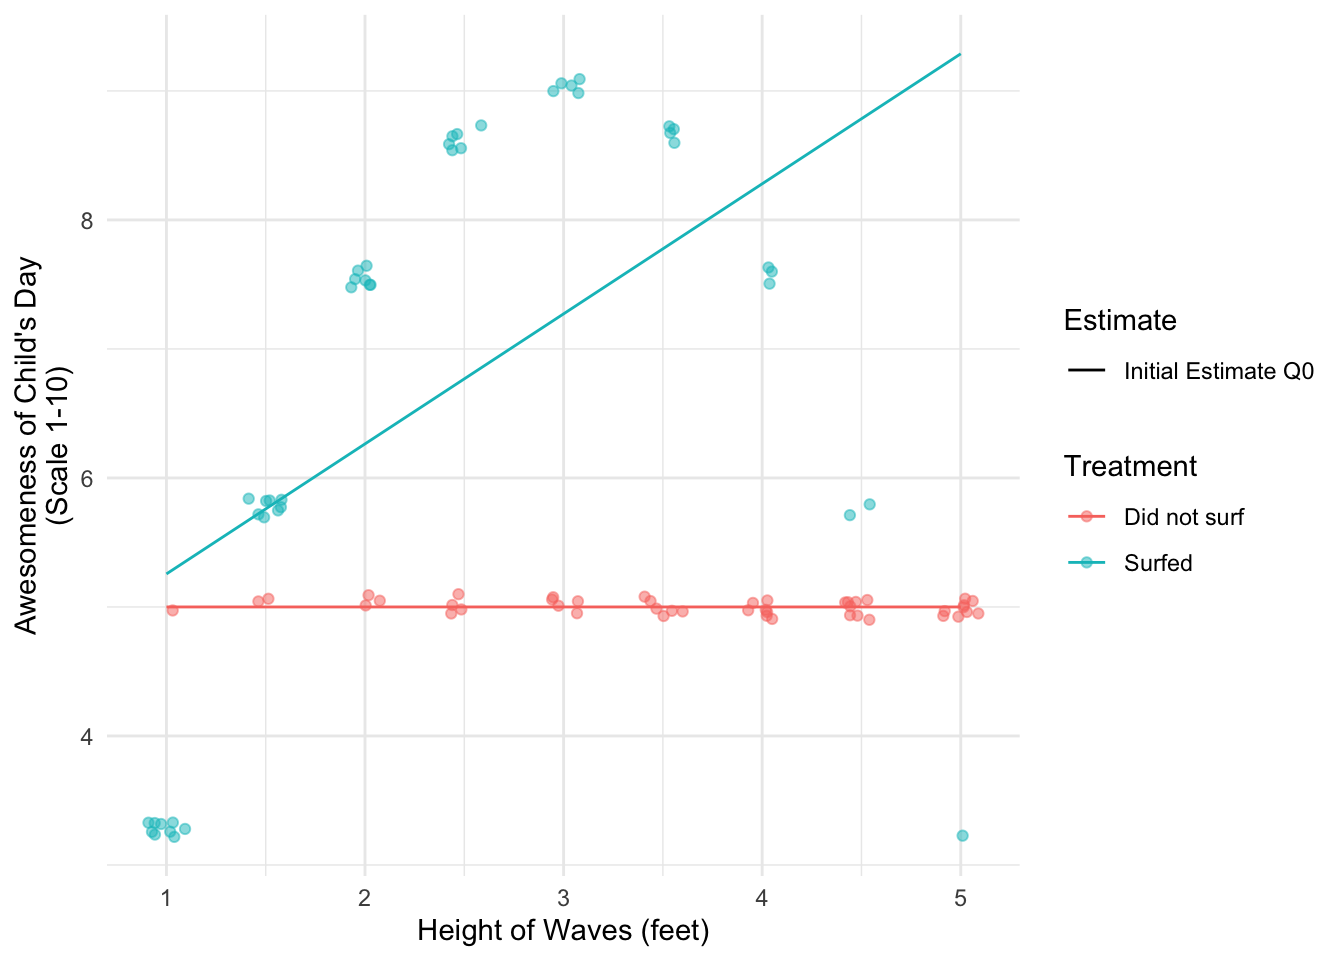 Awesomeness of Child's Day
(Scale 1-10)
8
6
4
1 2 3 4 5
Height of Waves (feet)
Estimate
Initial Estimate Q0
Treatment
Did not surf
Surfed